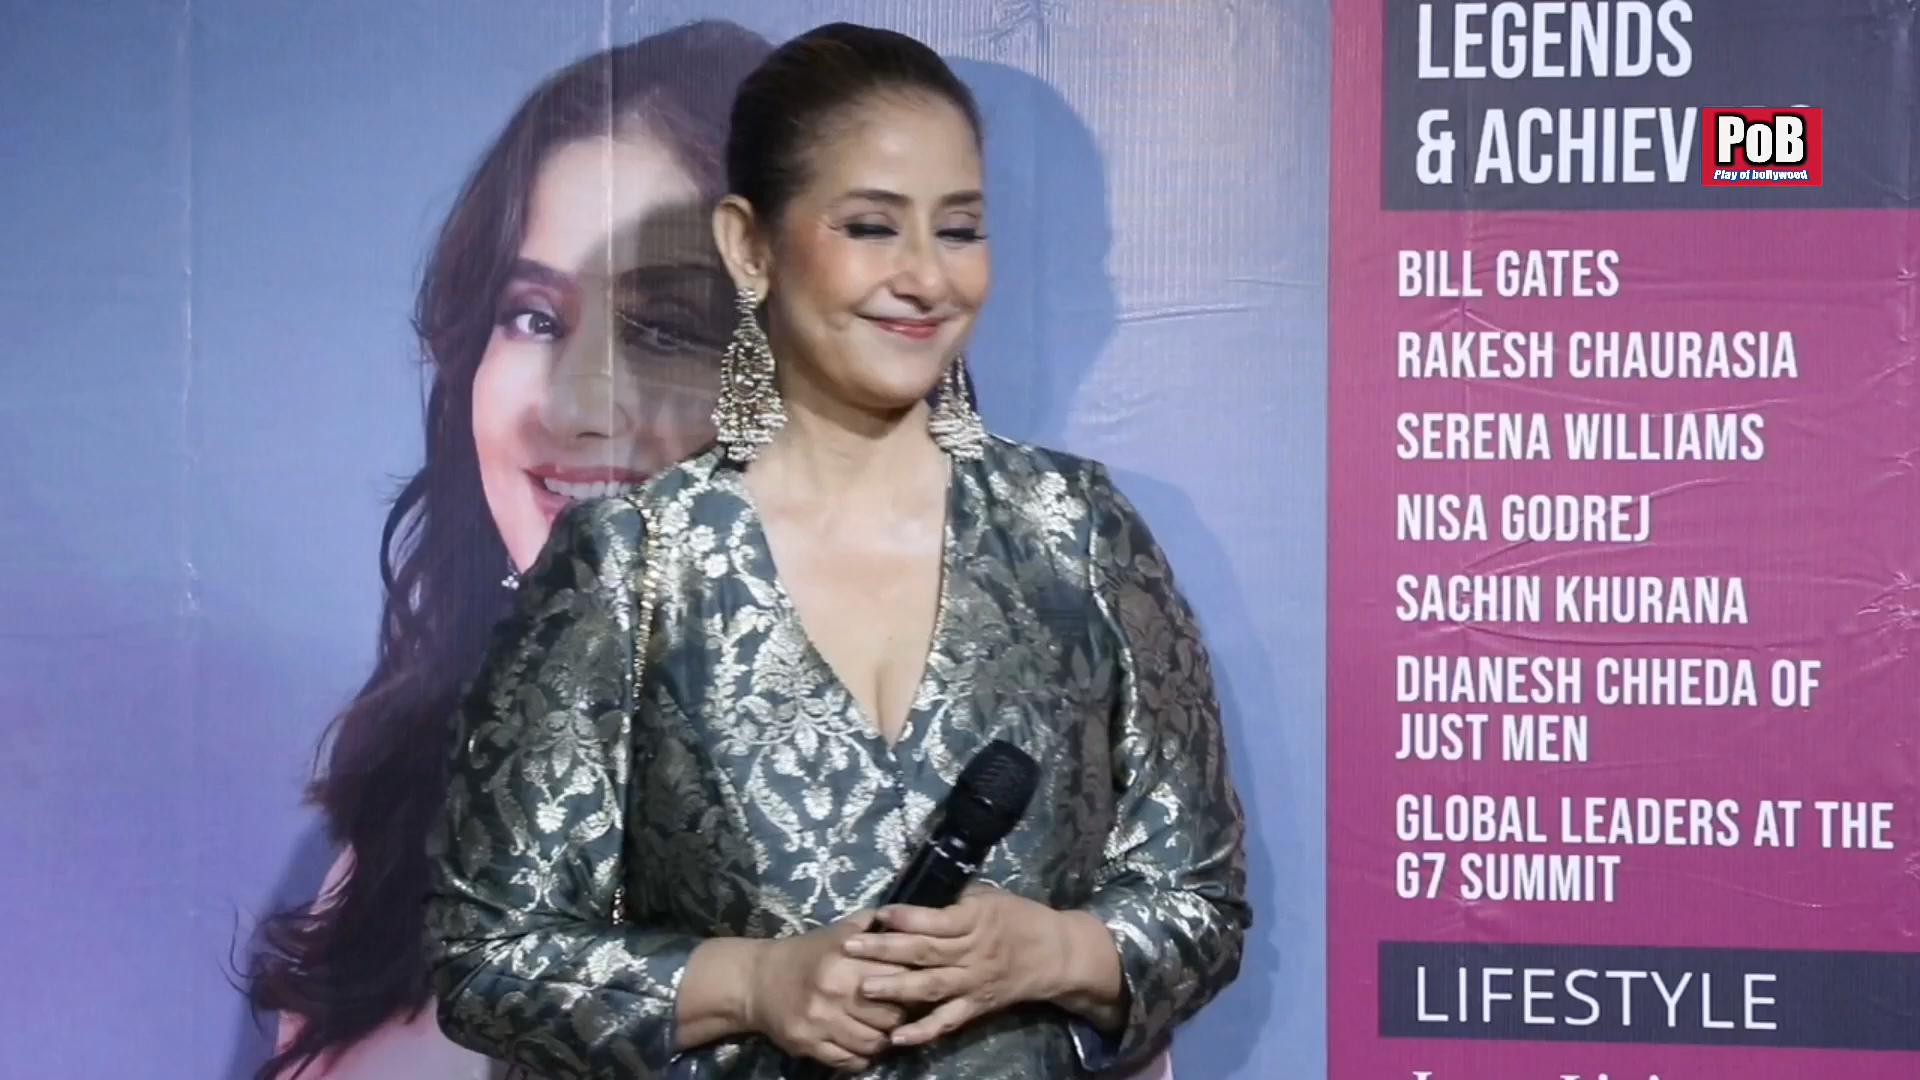 LEGENDS
& ACHIEV
PoB
Play of bollywood
BILL GATES
RAKESH CHAURASIA
SERENA WILLIAMS
NISA GODREJ
SACHIN KHURANA
DHANESH CHHEDA OF
JUST MEN
GLOBAL LEADERS AT THE
G7 SUMMIT
LIFESTYLE